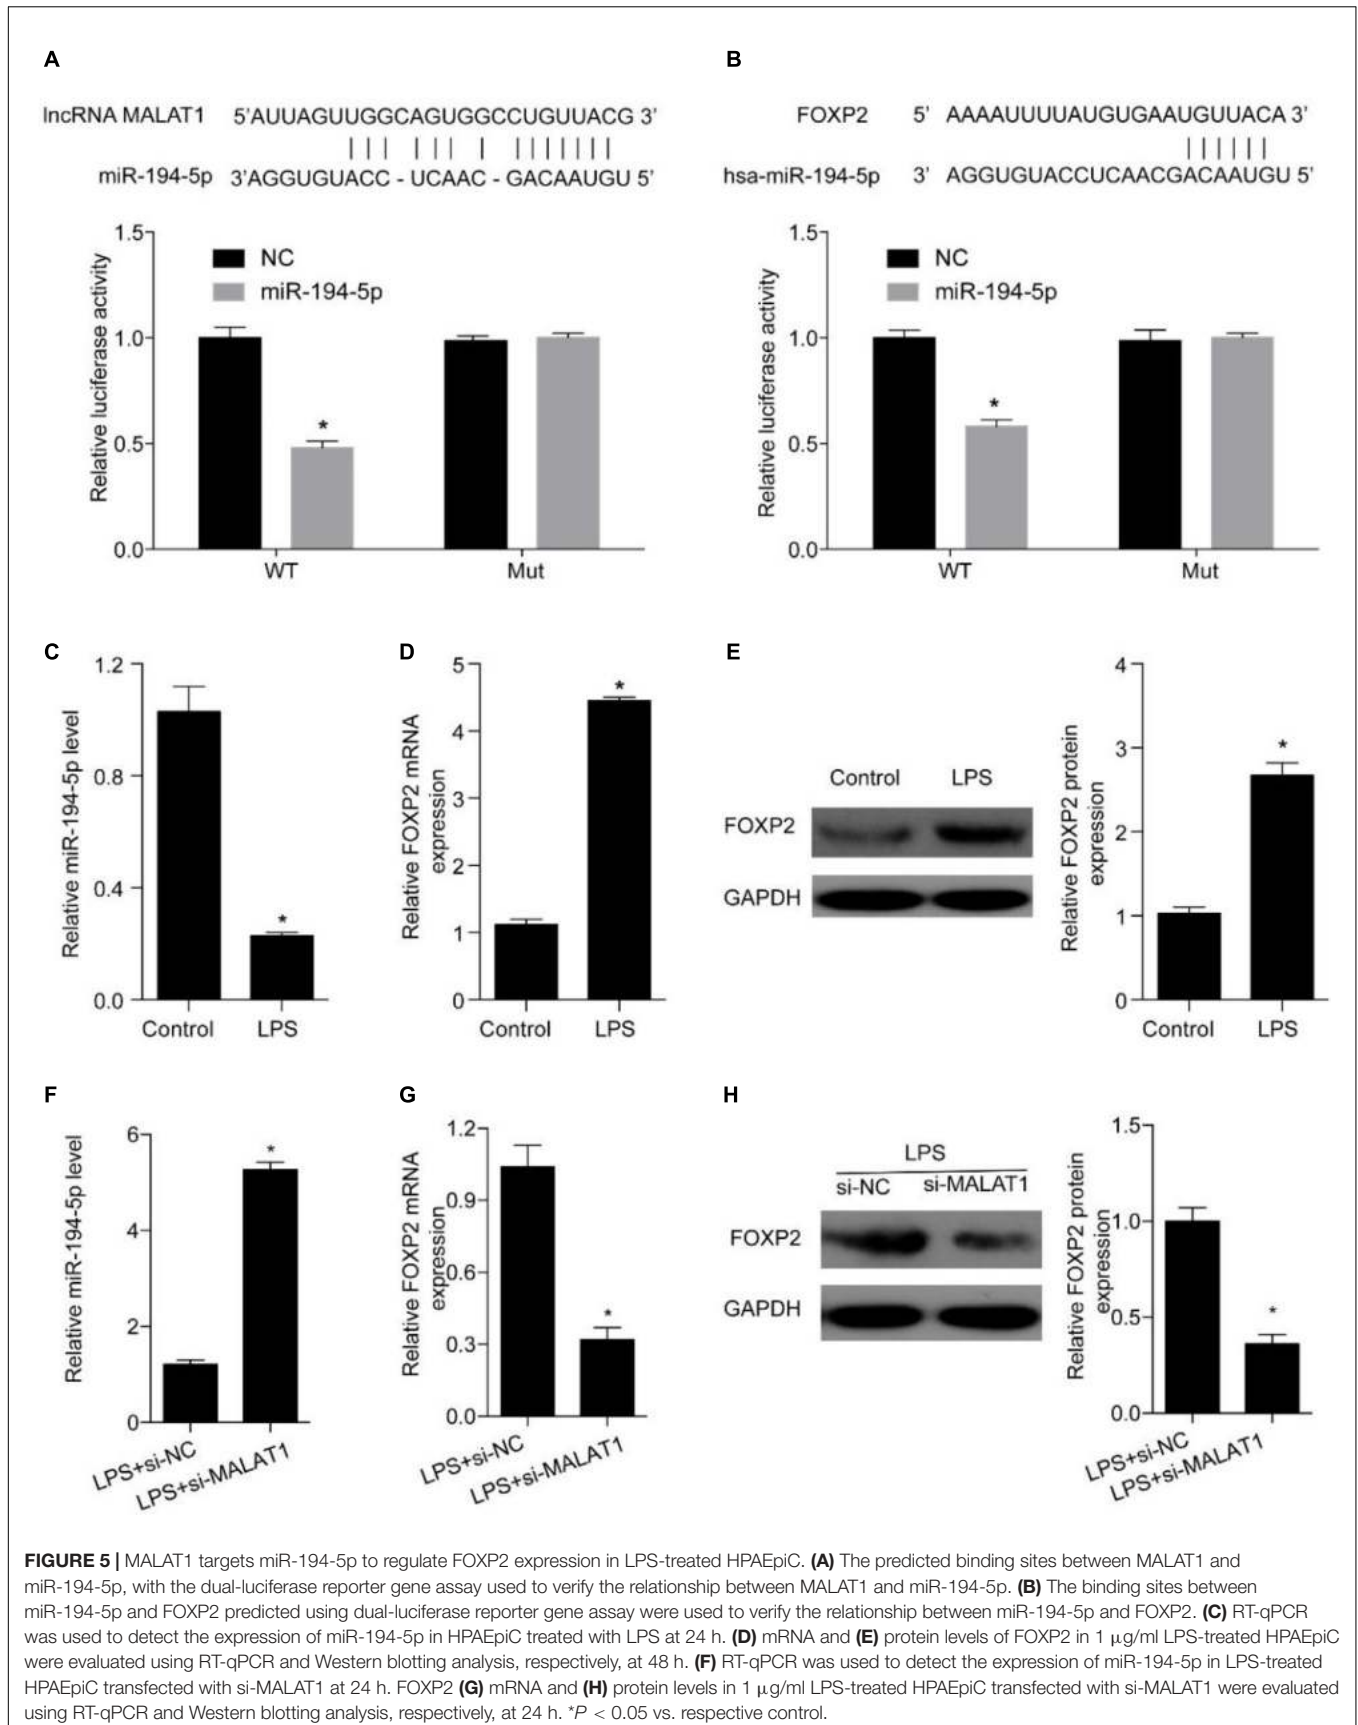 A
lncRNA MALAT1 5'AUUAGUUGGCAGUGGCCUGUUACG 3'
miR-194-5p 3'AGGUGUACC - UCAAC - GACAAUGU 5'
Relative luciferase activity
1.5
1.0
0.5
0.0
NC
miR-194-5p
*
WT Mut
B
FOXP2 5' AAAAUUUUAUGUGAAUGUUACA 3'
hsa-miR-194-5p 3' AGGUGUACCUCAACGACAAUGU 5'
Relative luciferase activity
1.5
1.0
0.5
0.0
NC
miR-194-5p
*
WT Mut
C
Relative miR-194-5p level
1.2
0.8
0.4
0.0
*
Control LPS
D
Relative FOXP2 mRNA
expression
5
4
3
2
1
0
*
Control LPS
E
Control LPS
FOXP2
GAPDH
Relative FOXP2 protein
expression
4
3
2
1
0
*
Control LPS
F
Relative miR-194-5p level
6
4
2
0
*
LPS+si-NC
LPS+si-MALAT1
G
Relative FOXP2 mRNA
expression
1.2
0.9
0.6
0.3
0.0
*
LPS+si-NC
LPS+si-MALAT1
H
LPS
si-NC si-MALAT1
FOXP2
GAPDH
Relative FOXP2 protein
expression
1.5
1.0
0.5
0.0
*
LPS+si-NC
LPS+si-MALAT1
FIGURE 5 | MALAT1 targets miR-194-5p to regulate FOXP2 expression in LPS-treated HPAEpiC. (A) The predicted binding sites between MALAT1 and
miR-194-5p, with the dual-luciferase reporter gene assay used to verify the relationship between MALAT1 and miR-194-5p. (B) The binding sites between
miR-194-5p and FOXP2 predicted using dual-luciferase reporter gene assay were used to verify the relationship between miR-194-5p and FOXP2. (C) RT-qPCR
was used to detect the expression of miR-194-5p in HPAEpiC treated with LPS at 24 h. (D) mRNA and (E) protein levels of FOXP2 in 1 μg/ml LPS-treated HPAEpiC
were evaluated using RT-qPCR and Western blotting analysis, respectively, at 48 h. (F) RT-qPCR was used to detect the expression of miR-194-5p in LPS-treated
HPAEpiC transfected with si-MALAT1 at 24 h. FOXP2 (G) mRNA and (H) protein levels in 1 μg/ml LPS-treated HPAEpiC transfected with si-MALAT1 were evaluated
using RT-qPCR and Western blotting analysis, respectively, at 24 h. *P < 0.05 vs. respective control.